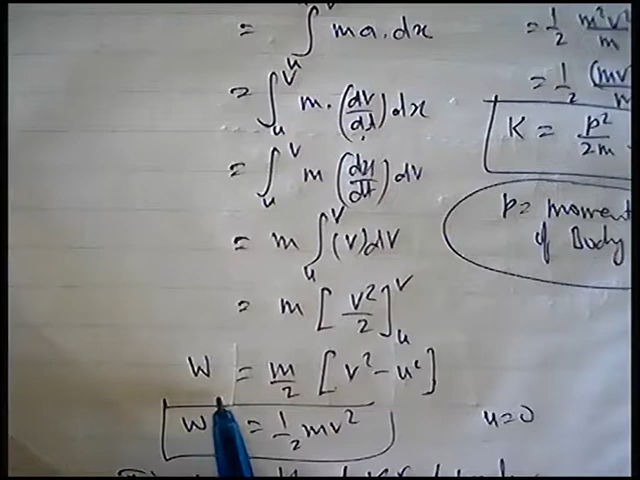 = ∫ᵤⱽ ma.dx
= ∫ᵤⱽ m.(dv/dt)dx
= ∫ᵤⱽ m(dx/dt)dv
= m∫ᵤⱽ(v)dv
= m[v²/2]ᵤⱽ
W = m/2 [v² - u²]
W = 1/2 mv²
u=0
= 1/2 m²v²/m
= 1/2 (mv
K = p²/2m
p = moment
of Body